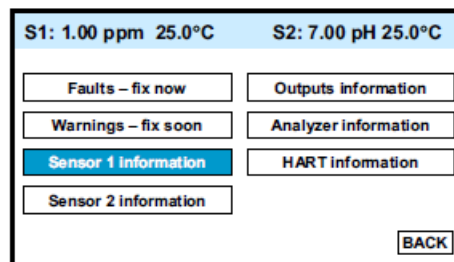 S1: 1.00 ppm 25.0°C S2: 7.00 pH 25.0°C
Faults – fix now Outputs information
Warnings – fix soon Analyzer information
Sensor 1 information HART information
Sensor 2 information
BACK